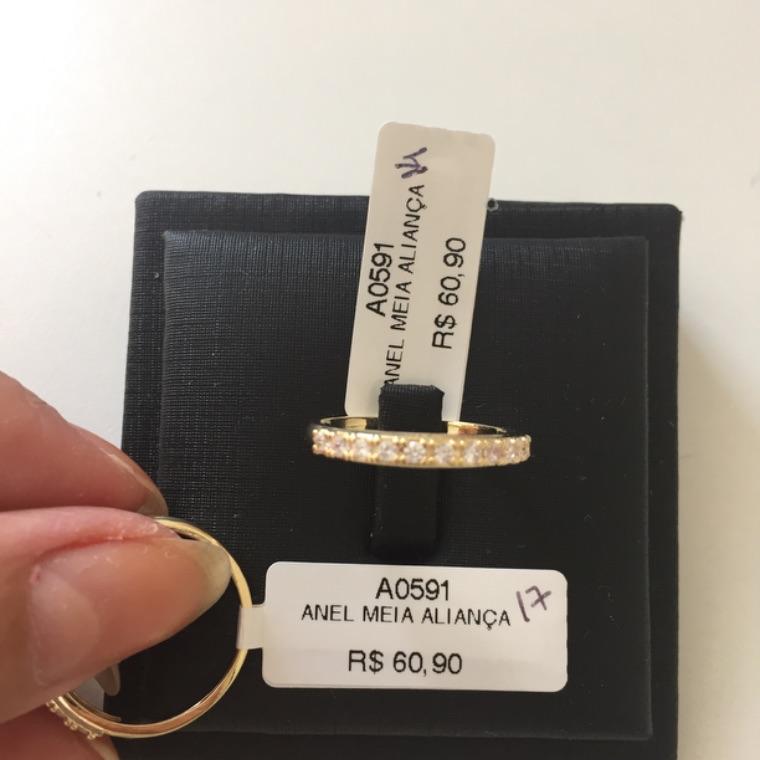 A0591
ANEL MEIA ALIANÇA
R$ 60,90
A0591
ANEL MEIA ALIANÇA 17
R$ 60,90